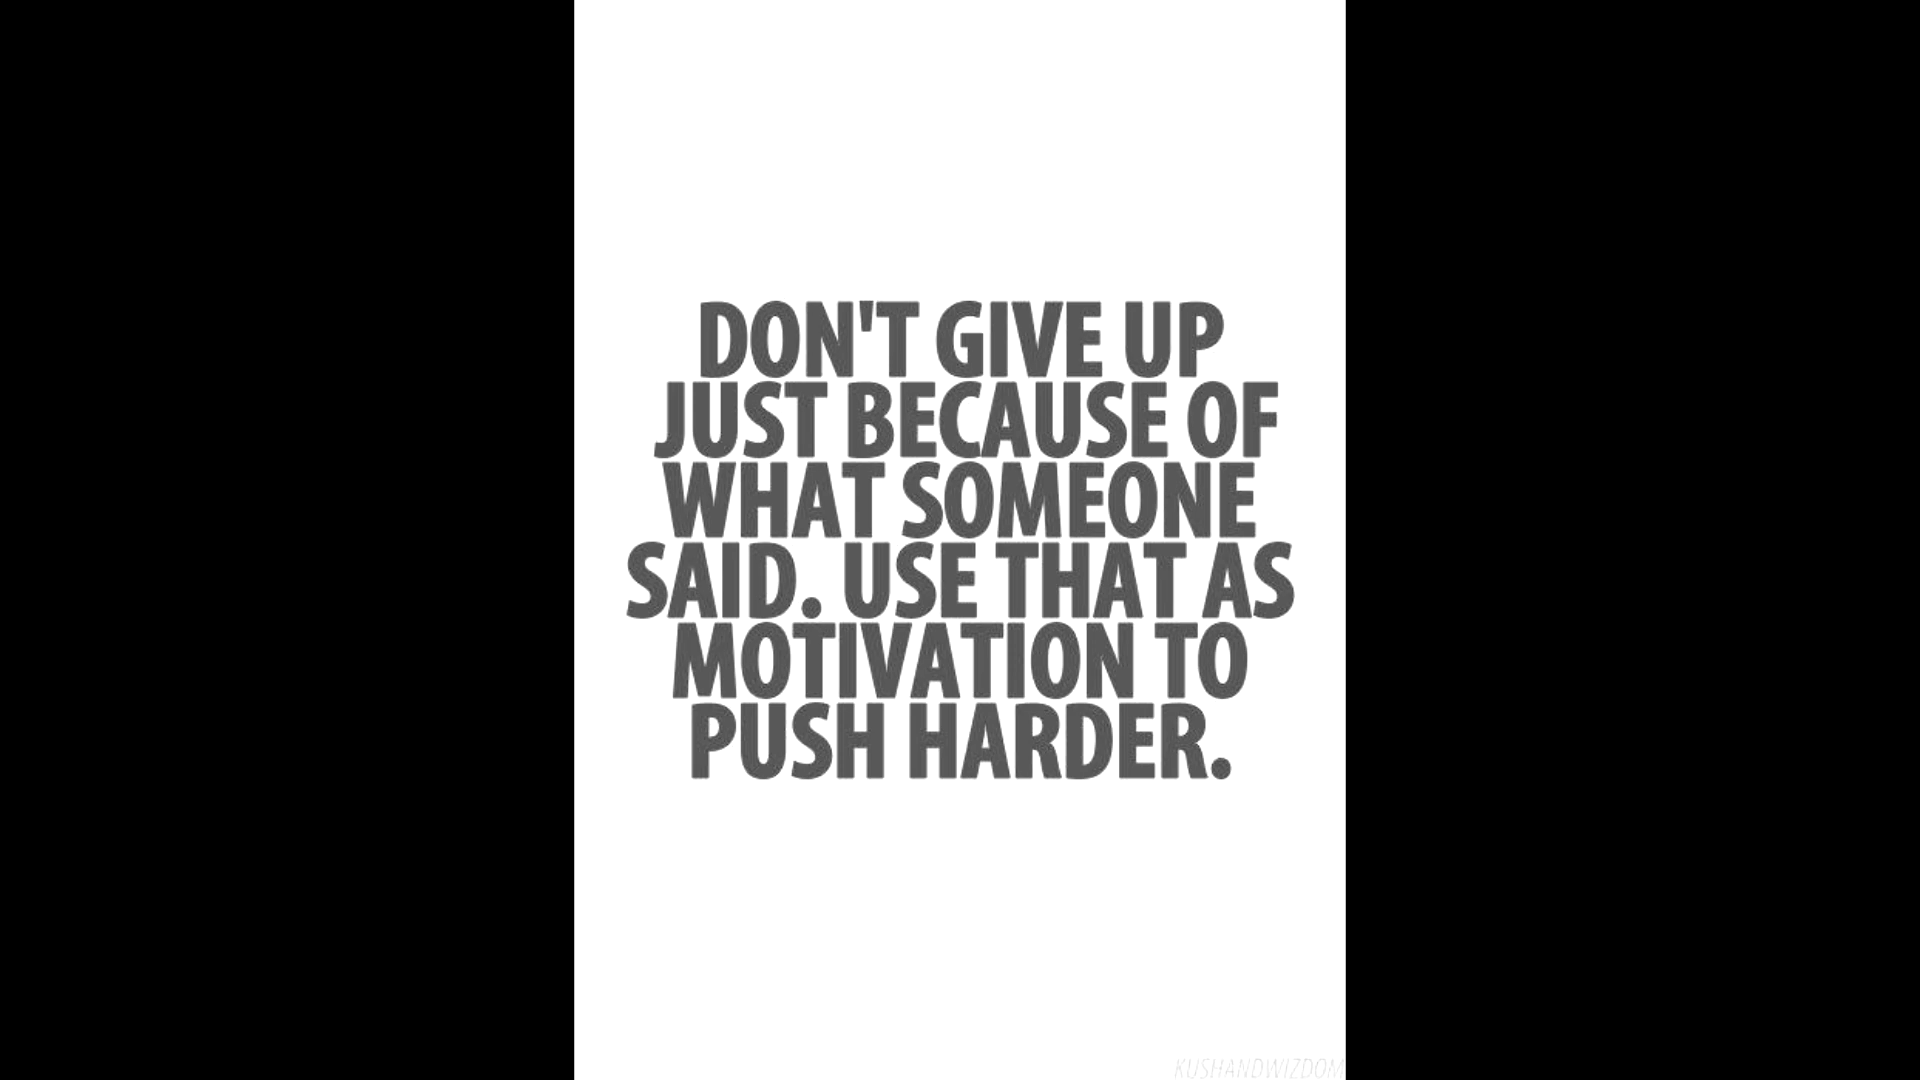 DON'T GIVE UP
JUST BECAUSE OF
WHAT SOMEONE
SAID. USE THAT AS
MOTIVATION TO
PUSH HARDER.
KUSHANDWIZDOM